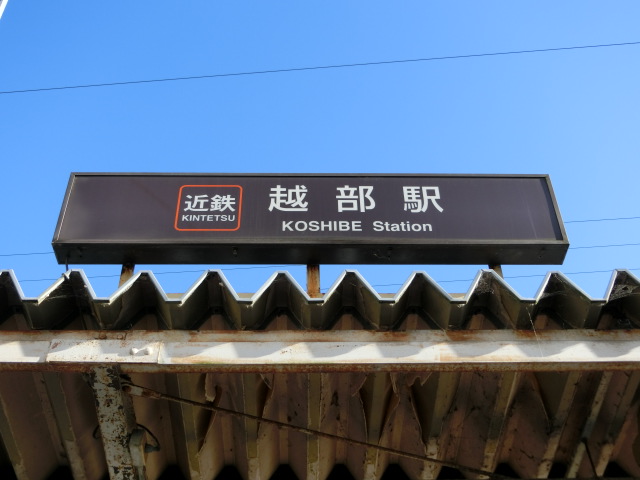 近鉄
KINTETSU
越部駅
KOSHIBE Station